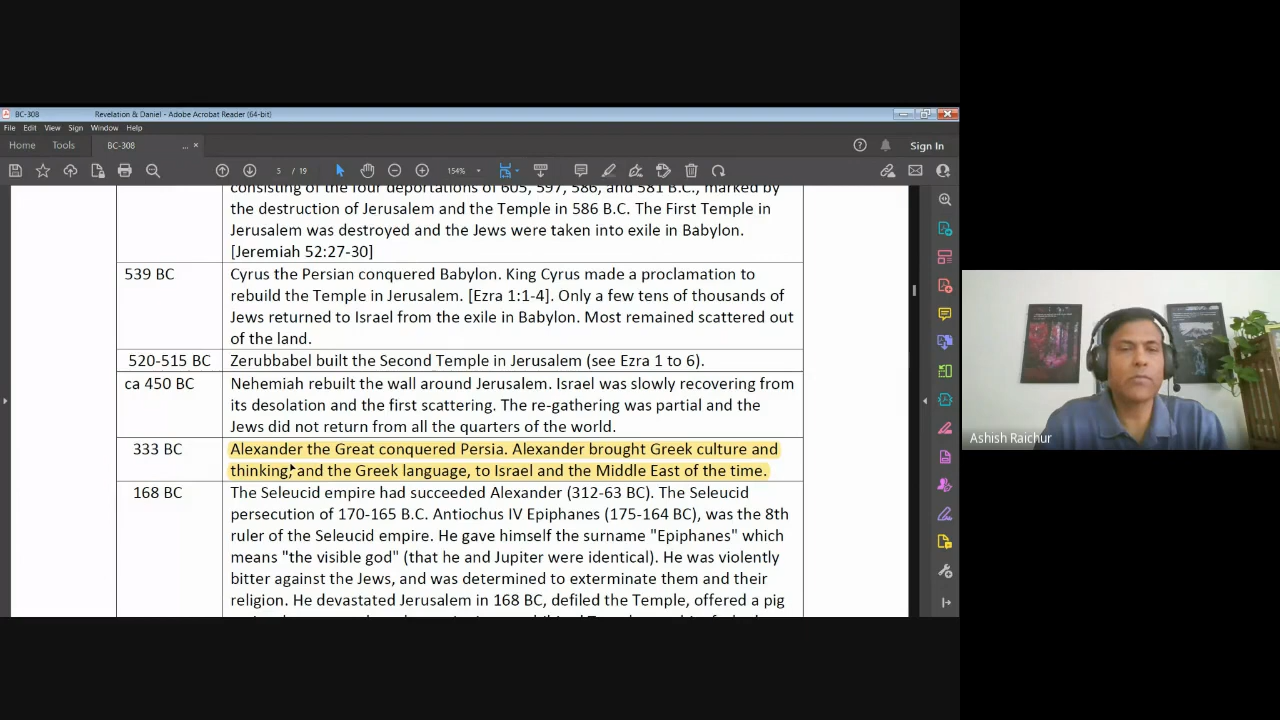 BC-308 Revelation & Daniel - Adobe Acrobat Reader (64-bit)
File Edit View Sign Window Help
Home Tools BC-308 ... × Sign In
5 / 19 154%
consisting of the four deportations of 605, 597, 586, and 581 B.C., marked by
the destruction of Jerusalem and the Temple in 586 B.C. The First Temple in
Jerusalem was destroyed and the Jews were taken into exile in Babylon.
[Jeremiah 52:27-30]
539 BC Cyrus the Persian conquered Babylon. King Cyrus made a proclamation to
rebuild the Temple in Jerusalem. [Ezra 1:1-4]. Only a few tens of thousands of
Jews returned to Israel from the exile in Babylon. Most remained scattered out
of the land.
520-515 BC Zerubbabel built the Second Temple in Jerusalem (see Ezra 1 to 6).
ca 450 BC Nehemiah rebuilt the wall around Jerusalem. Israel was slowly recovering from
its desolation and the first scattering. The re-gathering was partial and the
Jews did not return from all the quarters of the world.
333 BC Alexander the Great conquered Persia. Alexander brought Greek culture and
thinking, and the Greek language, to Israel and the Middle East of the time.
168 BC The Seleucid empire had succeeded Alexander (312-63 BC). The Seleucid
persecution of 170-165 B.C. Antiochus IV Epiphanes (175-164 BC), was the 8th
ruler of the Seleucid empire. He gave himself the surname "Epiphanes" which
means "the visible god" (that he and Jupiter were identical). He was violently
bitter against the Jews, and was determined to exterminate them and their
religion. He devastated Jerusalem in 168 BC, defiled the Temple, offered a pig
Ashish Raichur